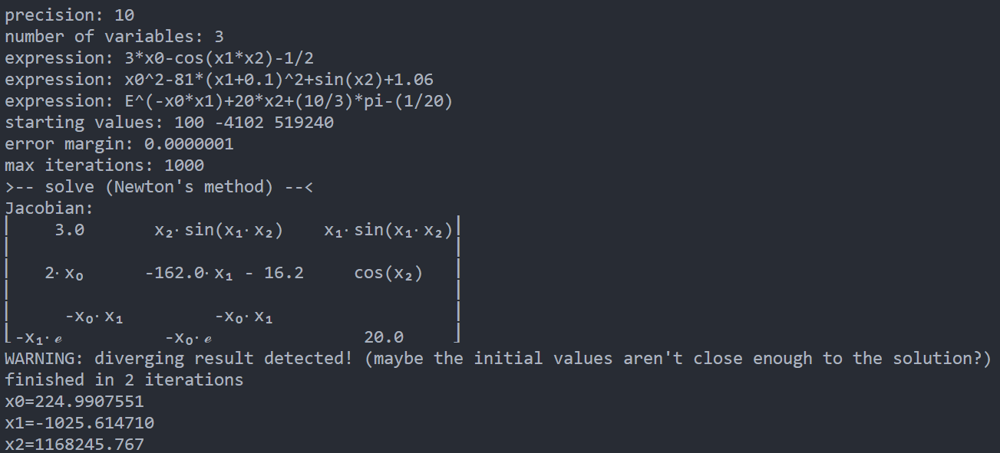 precision: 10
number of variables: 3
expression: 3*x0-cos(x1*x2)-1/2
expression: x0^2-81*(x1+0.1)^2+sin(x2)+1.06
expression: E^(-x0*x1)+20*x2+(10/3)*pi-(1/20)
starting values: 100 -4102 519240
error margin: 0.0000001
max iterations: 1000
>-- solve (Newton's method) --<
Jacobian:
⎡     3.0       x₂⋅sin(x₁⋅x₂)    x₁⋅sin(x₁⋅x₂)⎤
⎢                                             ⎥
⎢    2⋅x₀      -162.0⋅x₁ - 16.2     cos(x₂)   ⎥
⎢                                             ⎥
⎢      -x₀⋅x₁         -x₀⋅x₁                  ⎥
⎣-x₁⋅ℯ          -x₀⋅ℯ               20.0     ⎦
WARNING: diverging result detected! (maybe the initial values aren't close enough to the solution?)
finished in 2 iterations
x0=224.9907551
x1=-1025.614710
x2=1168245.767